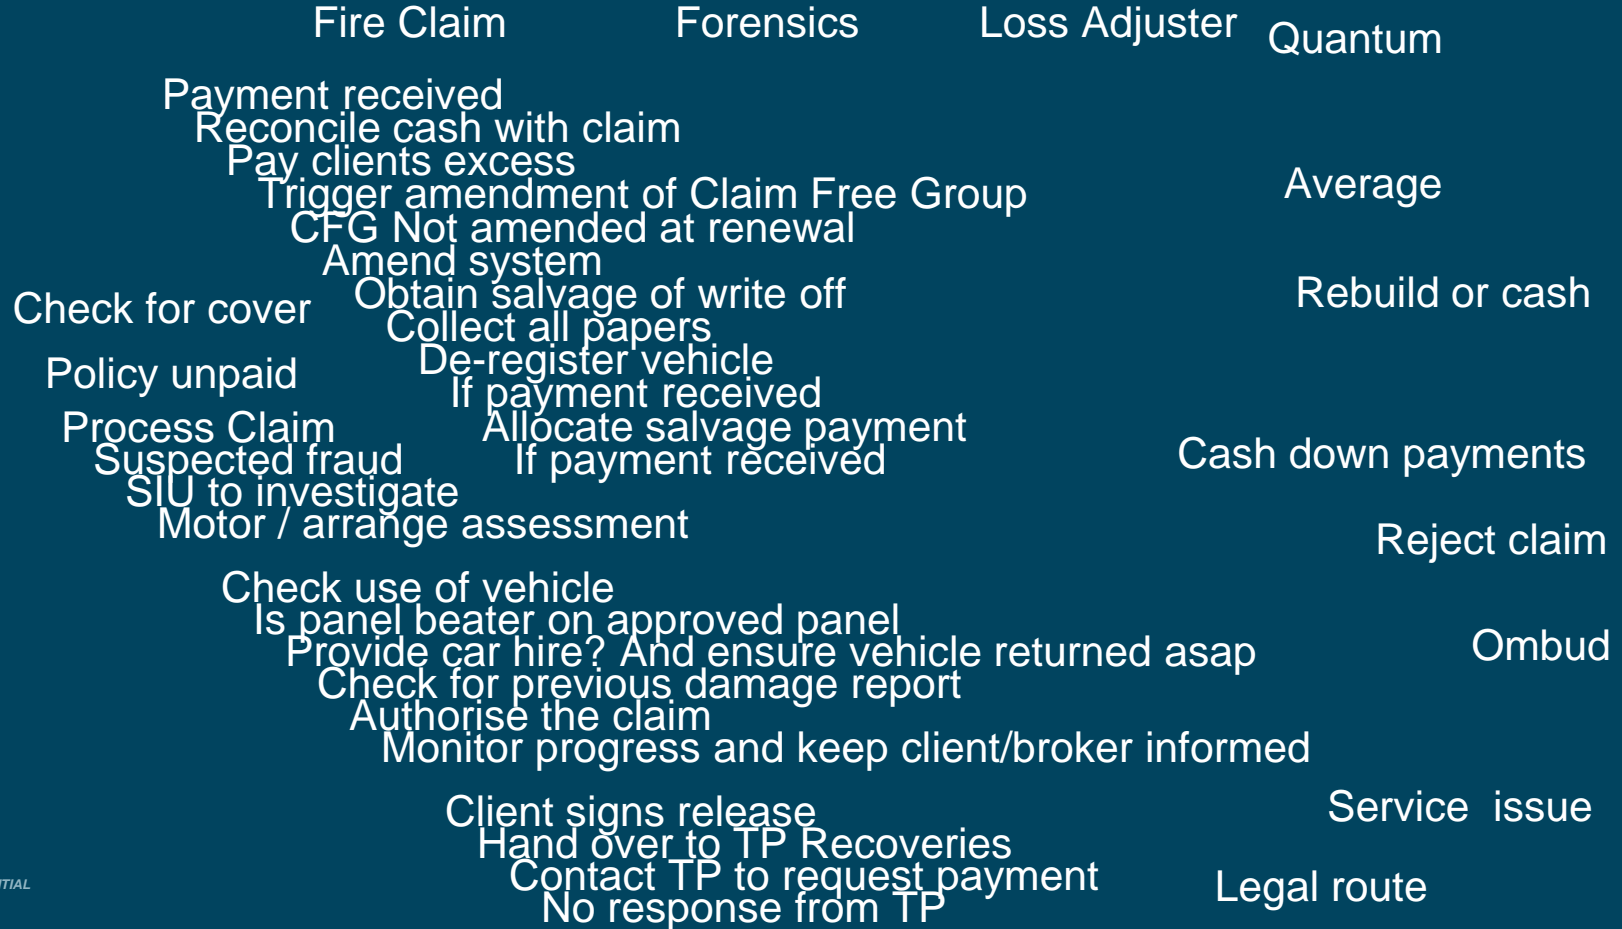 Fire Claim
Forensics
Loss Adjuster
Quantum
Payment received
Reconcile cash with claim
Pay clients excess
Trigger amendment of Claim Free Group
CFG Not amended at renewal
Amend system
Obtain salvage of write off
Collect all papers
De-register vehicle
If payment received
Allocate salvage payment
If payment received
Check for cover
Policy unpaid
Process Claim
Suspected fraud
SIU to investigate
Motor / arrange assessment
Check use of vehicle
Is panel beater on approved panel
Provide car hire? And ensure vehicle returned asap
Check for previous damage report
Authorise the claim
Monitor progress and keep client/broker informed
Client signs release
Hand over to TP Recoveries
Contact TP to request payment
No response from TP
Average
Rebuild or cash
Cash down payments
Reject claim
Ombud
Service issue
Legal route
NTIAL